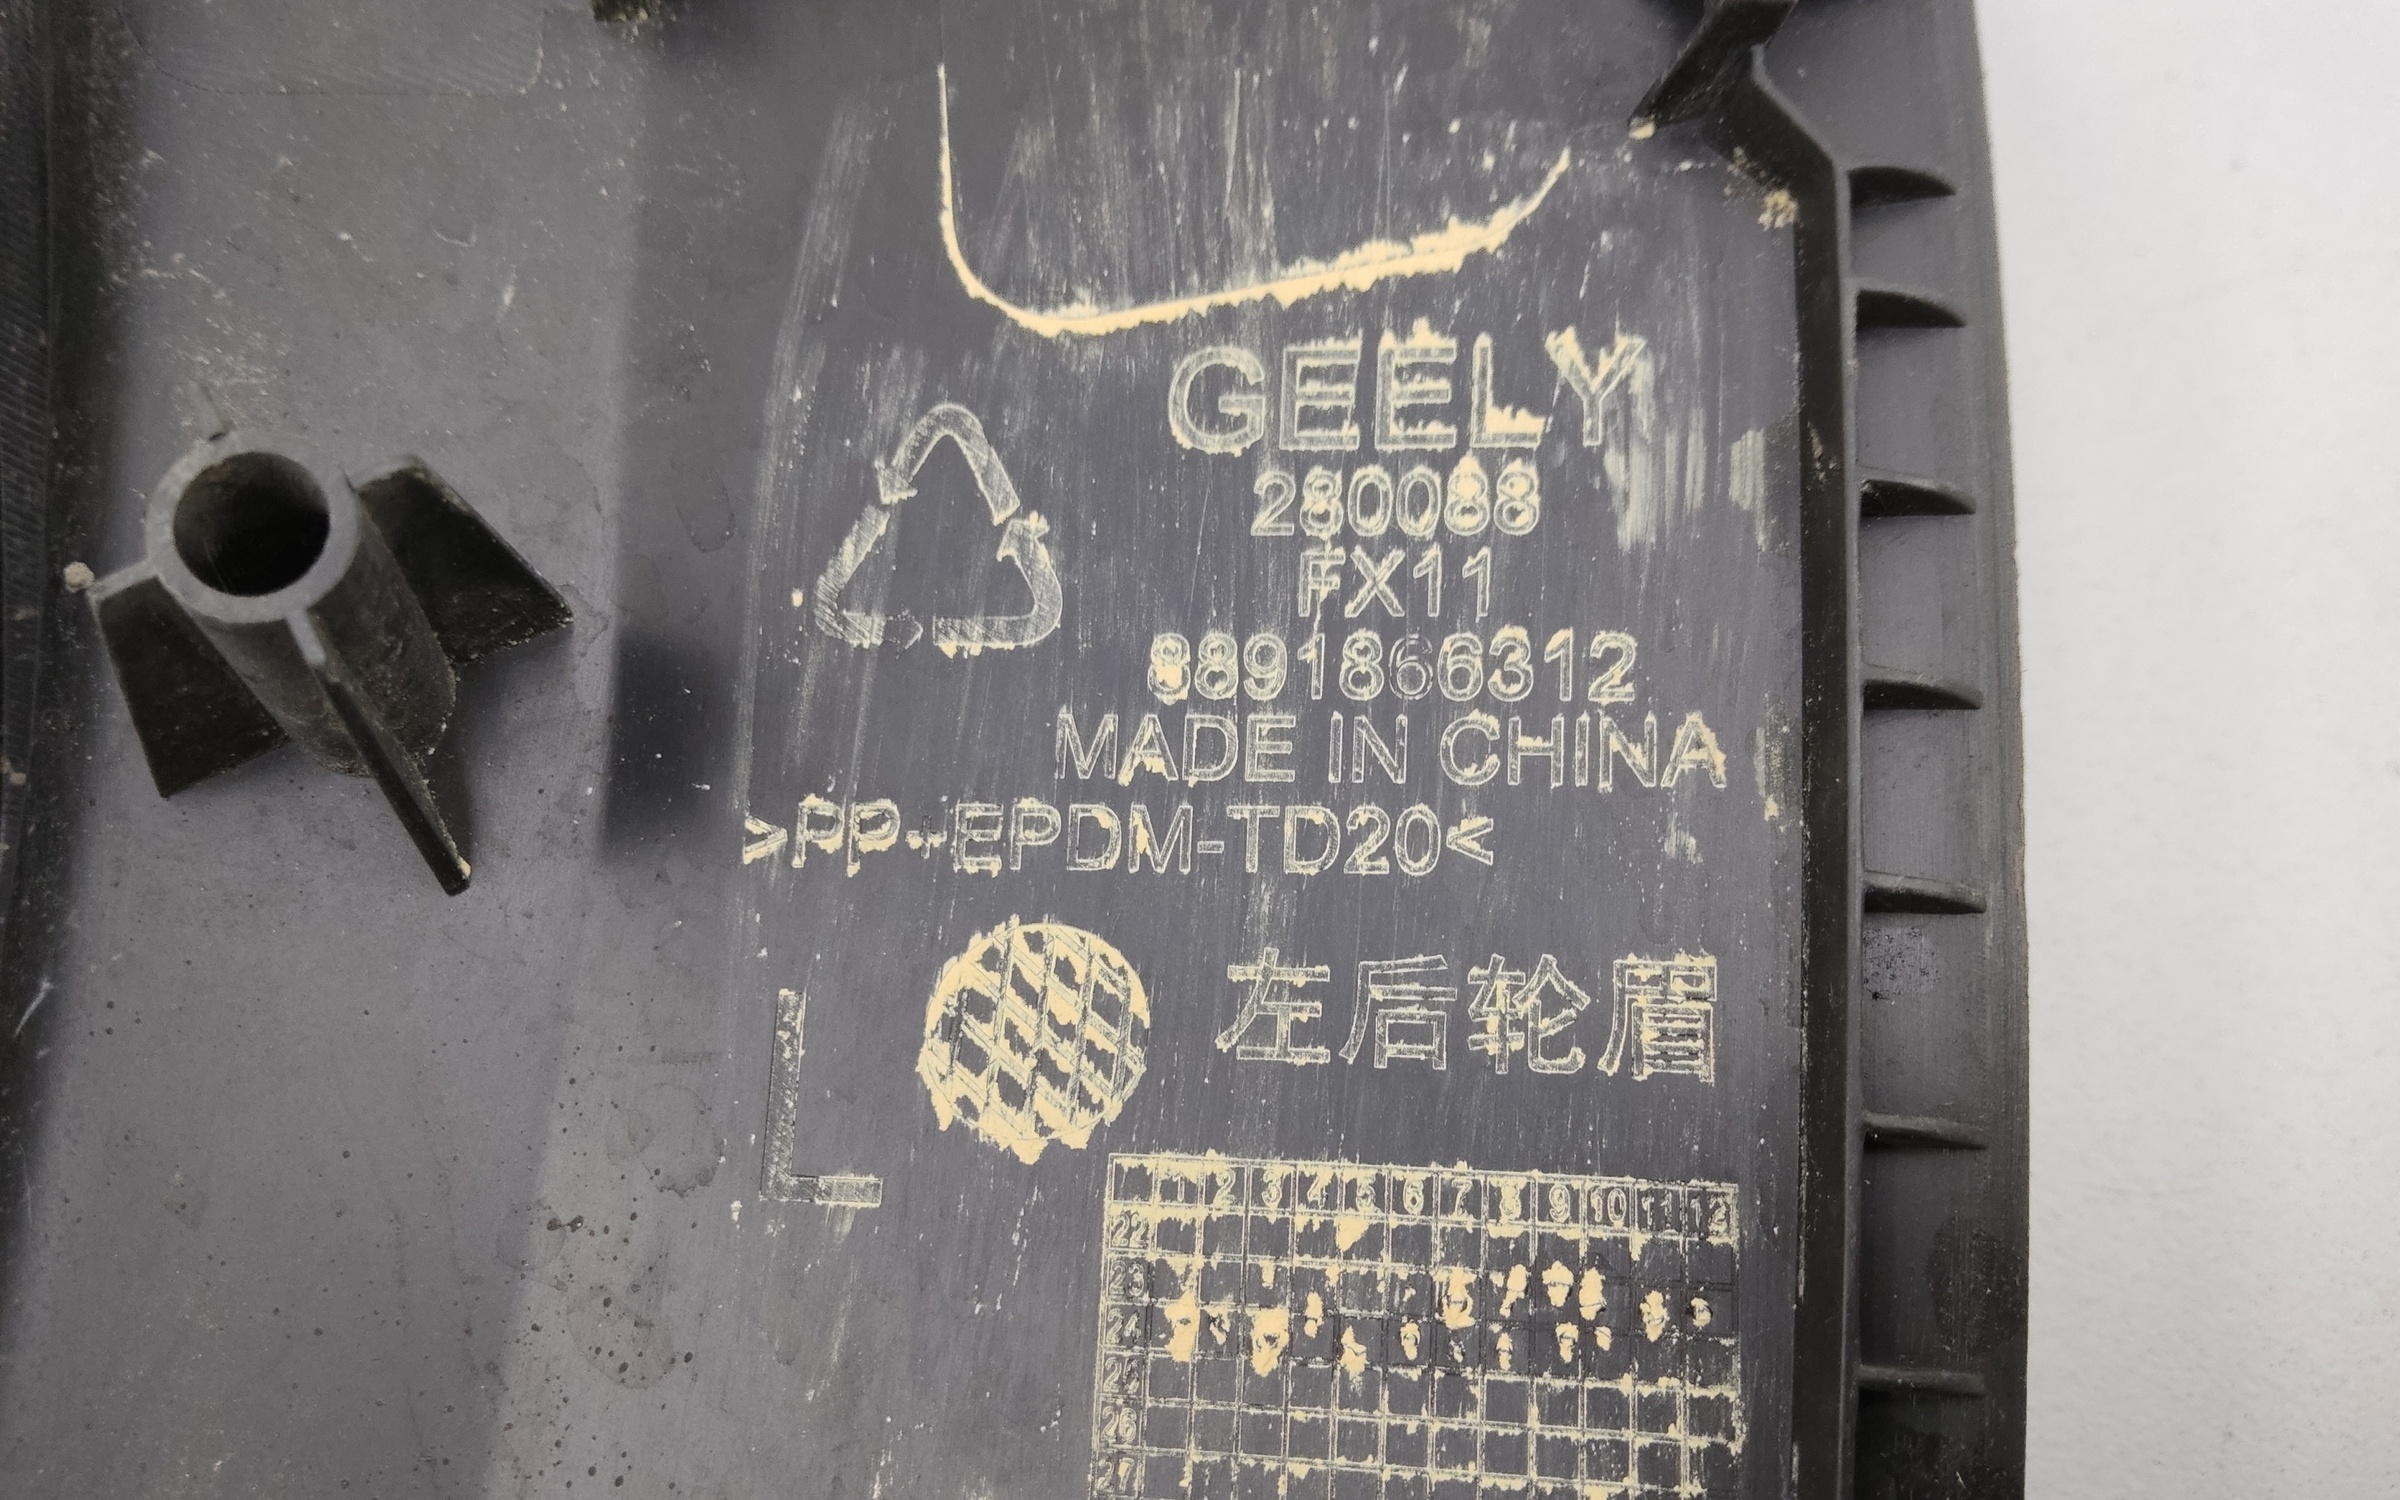 GEELY
280088
FX11
8891866312
MADE IN CHINA
>PP+EPDM-TD20<
左后轮眉
L
1 2 3 4 5 6 7 8 9 10 11 12
22
23
24
25
26
27